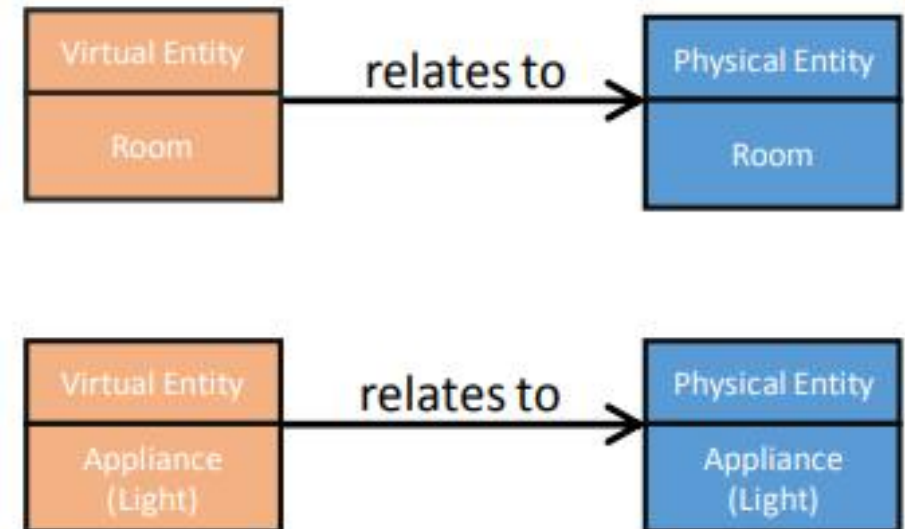 Virtual Entity
relates to
Physical Entity
Room
Room
Virtual Entity
relates to
Physical Entity
Appliance
(Light)
Appliance
(Light)